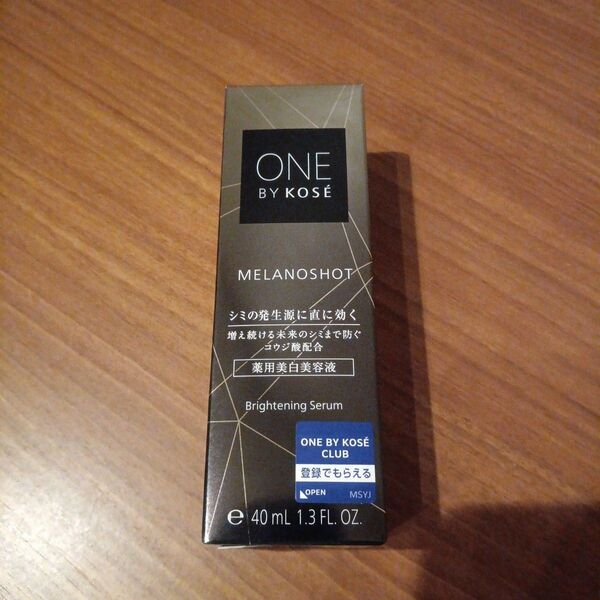 ONE
BY KOSÉ
MELANOSHOT
シミの発生源に直に効く
増え続ける未来のシミまで防ぐ
コウジ酸配合
薬用美白美容液
Brightening Serum
ONE BY KOSÉ
CLUB
登録でもらえる
OPEN MSYJ
e 40 mL 1.3 FL. OZ.